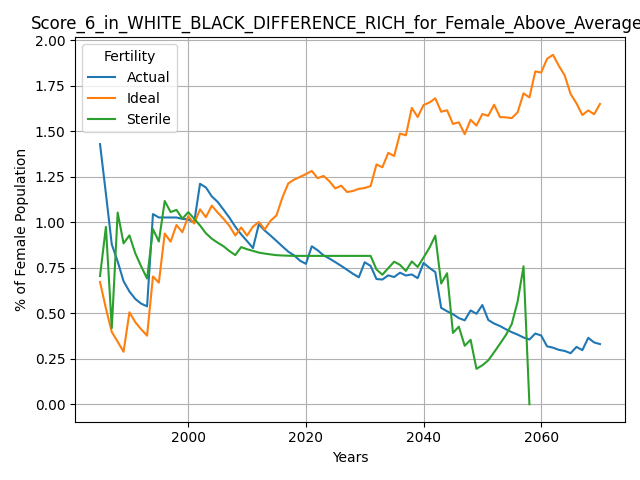 Score_6_in_WHITE_BLACK_DIFFERENCE_RICH_for_Female_Above_Average
Fertility
Actual
Ideal
Sterile
% of Female Population
2.00
1.75
1.50
1.25
1.00
0.75
0.50
0.25
0.00
2000
2020
2040
2060
Years